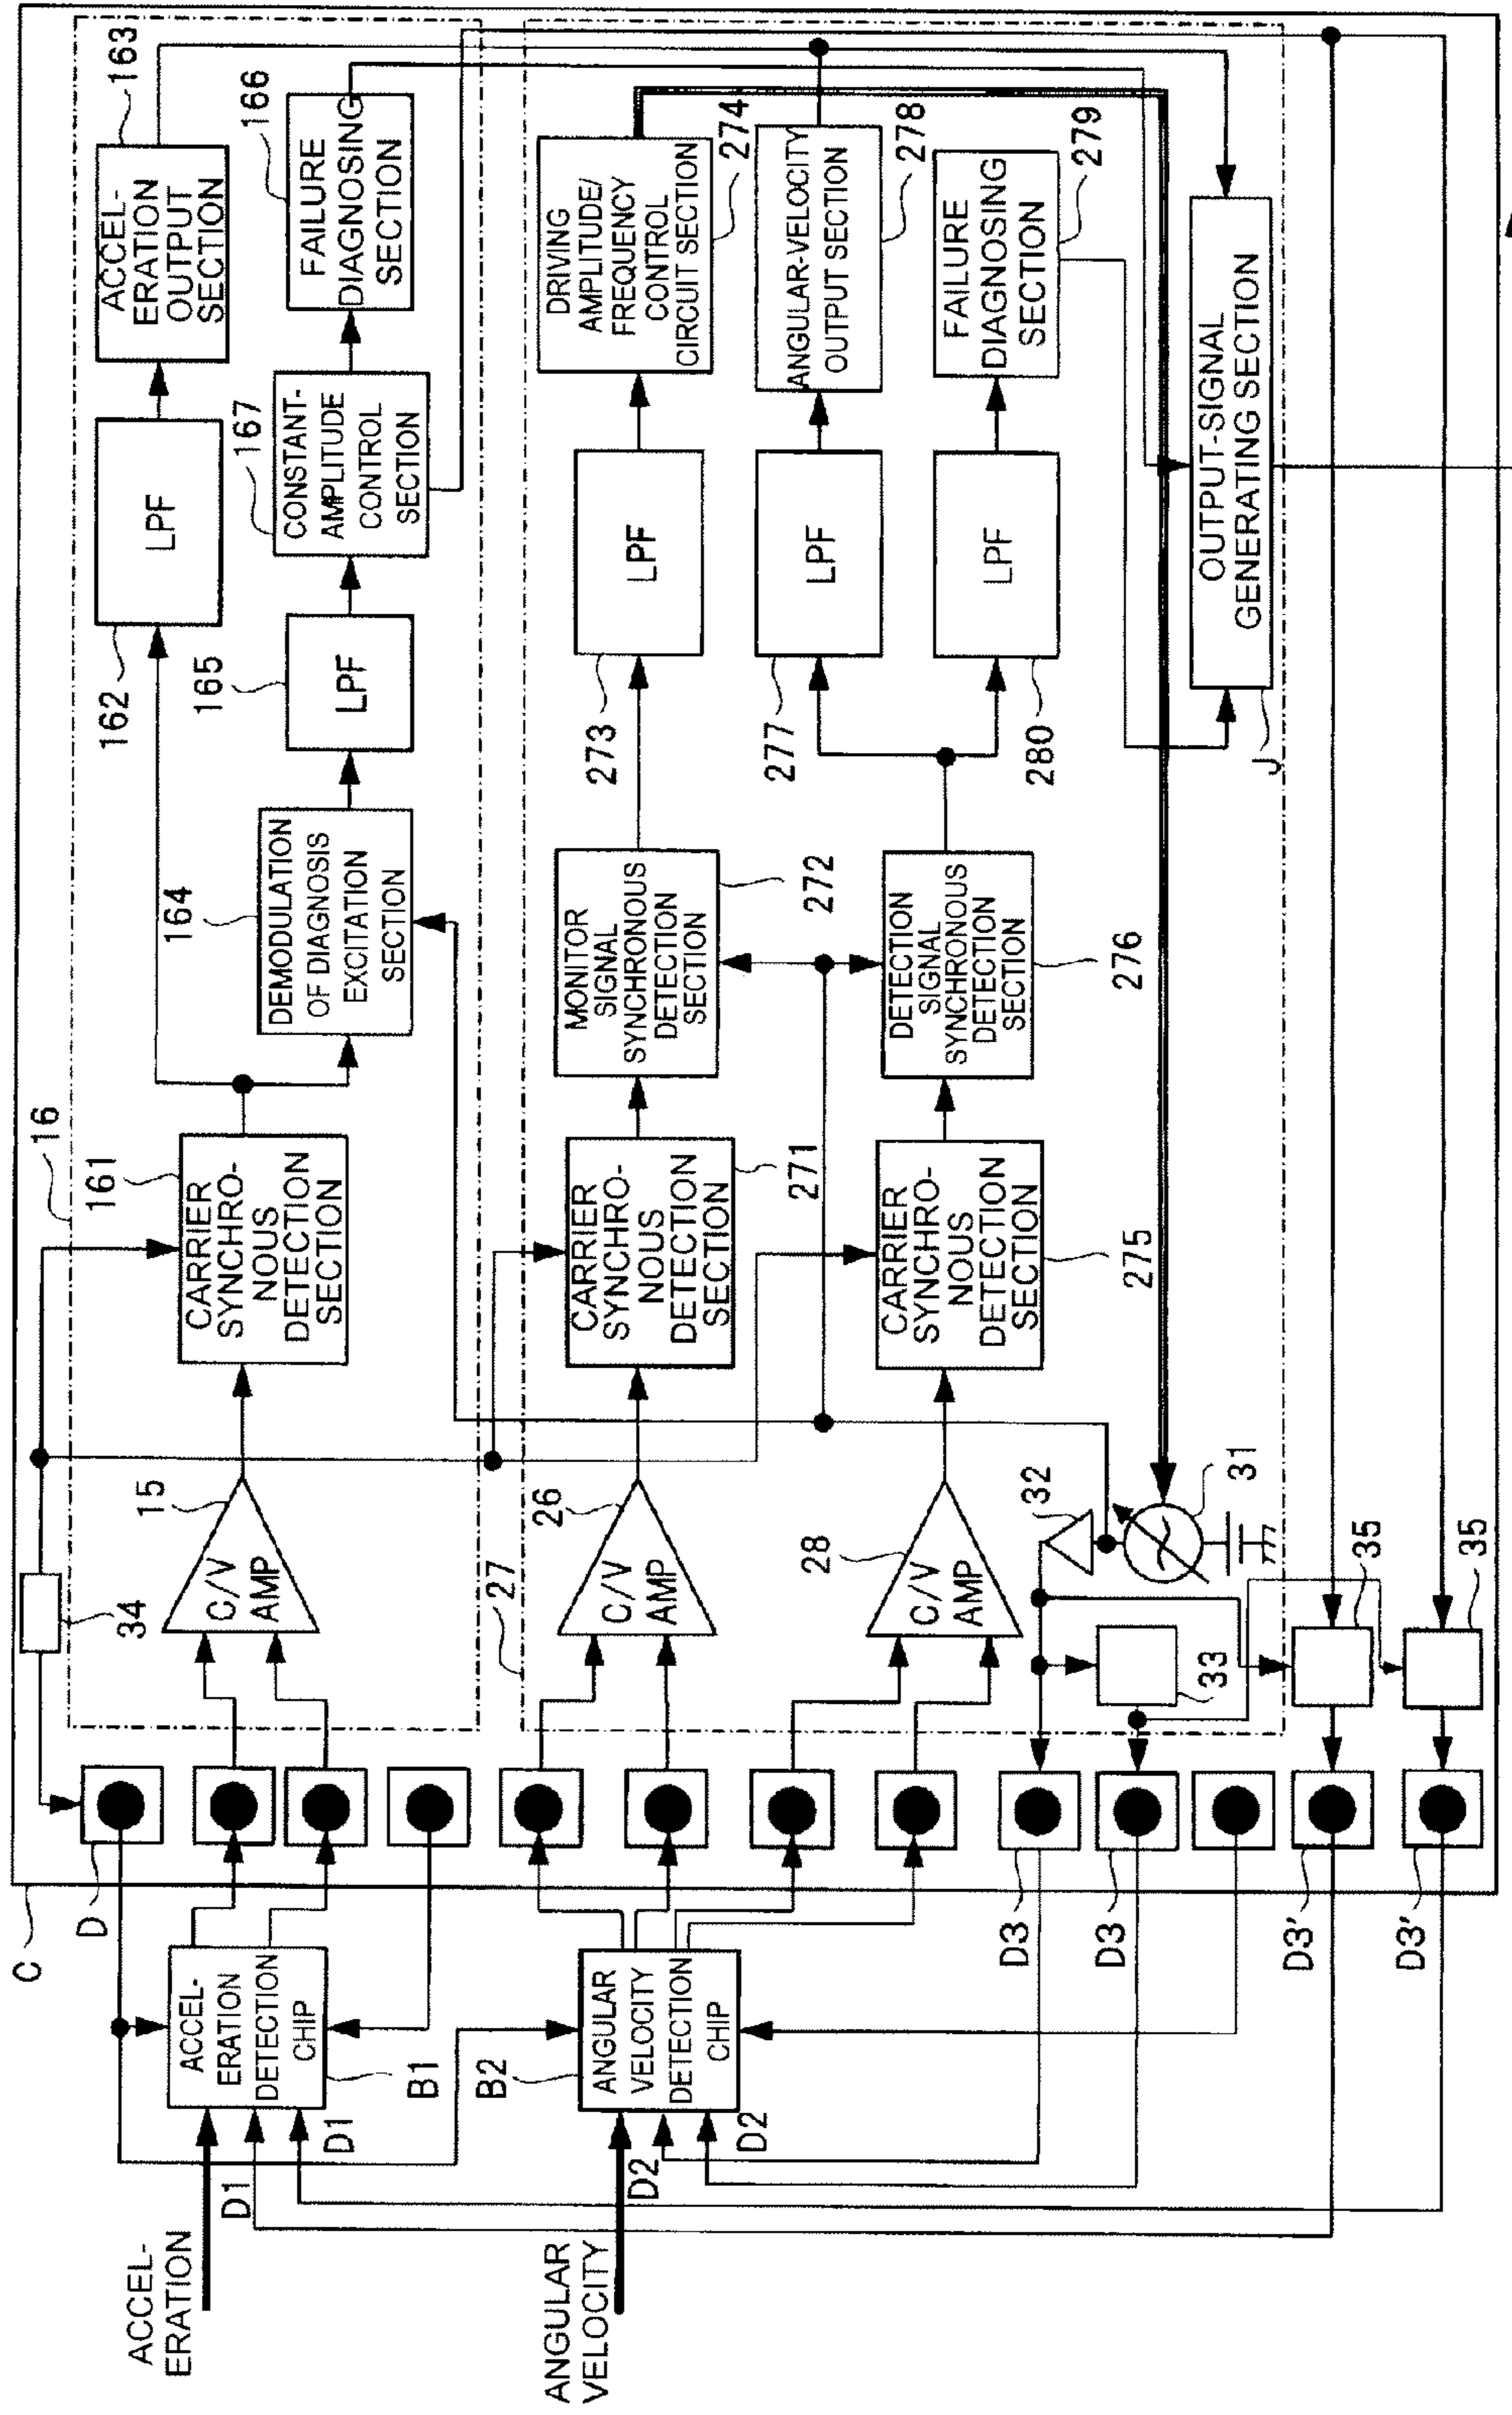 ACCEL-
ERATION
ANGULAR
VELOCITY
C
D
D1
D1
ACCEL-
ERATION
DETECTION
CHIP
B1
B2
ANGULAR
VELOCITY
DETECTION
CHIP
D2
D2
D3
D3
D3'
D3'
34
15
C/V
AMP
27
26
C/V
AMP
28
C/V
AMP
32
31
33
35
35
16
161
CARRIER
SYNCHRO-
NOUS
DETECTION
SECTION
CARRIER
SYNCHRO-
NOUS
DETECTION
SECTION
271
CARRIER
SYNCHRO-
NOUS
DETECTION
SECTION
275
164
DEMODULATION
OF DIAGNOSIS
EXCITATION
SECTION
MONITOR
SIGNAL
SYNCHRONOUS
DETECTION
SECTION
272
DETECTION
SIGNAL
SYNCHRONOUS
DETECTION
SECTION
276
162
LPF
165
LPF
273
LPF
277
LPF
280
LPF
167
CONSTANT-
AMPLITUDE
CONTROL
SECTION
163
ACCEL-
ERATION
OUTPUT
SECTION
166
FAILURE
DIAGNOSING
SECTION
DRIVING
AMPLITUDE/
FREQUENCY
CONTROL
CIRCUIT SECTION
274
ANGULAR-VELOCITY
OUTPUT SECTION
278
FAILURE
DIAGNOSING
SECTION
279
OUTPUT-SIGNAL
GENERATING SECTION
J